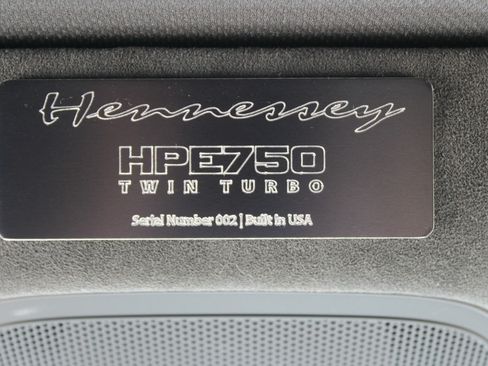 Hennessey
HPE750
TWIN TURBO
Serial Number 002 | Built in USA